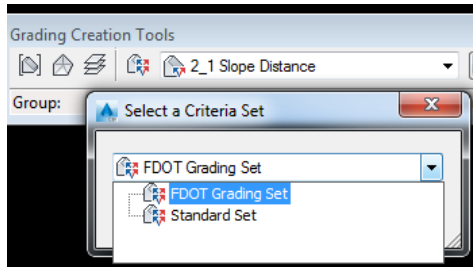 Grading Creation Tools
2_1 Slope Distance
Group:
Select a Criteria Set
FDOT Grading Set
FDOT Grading Set
Standard Set